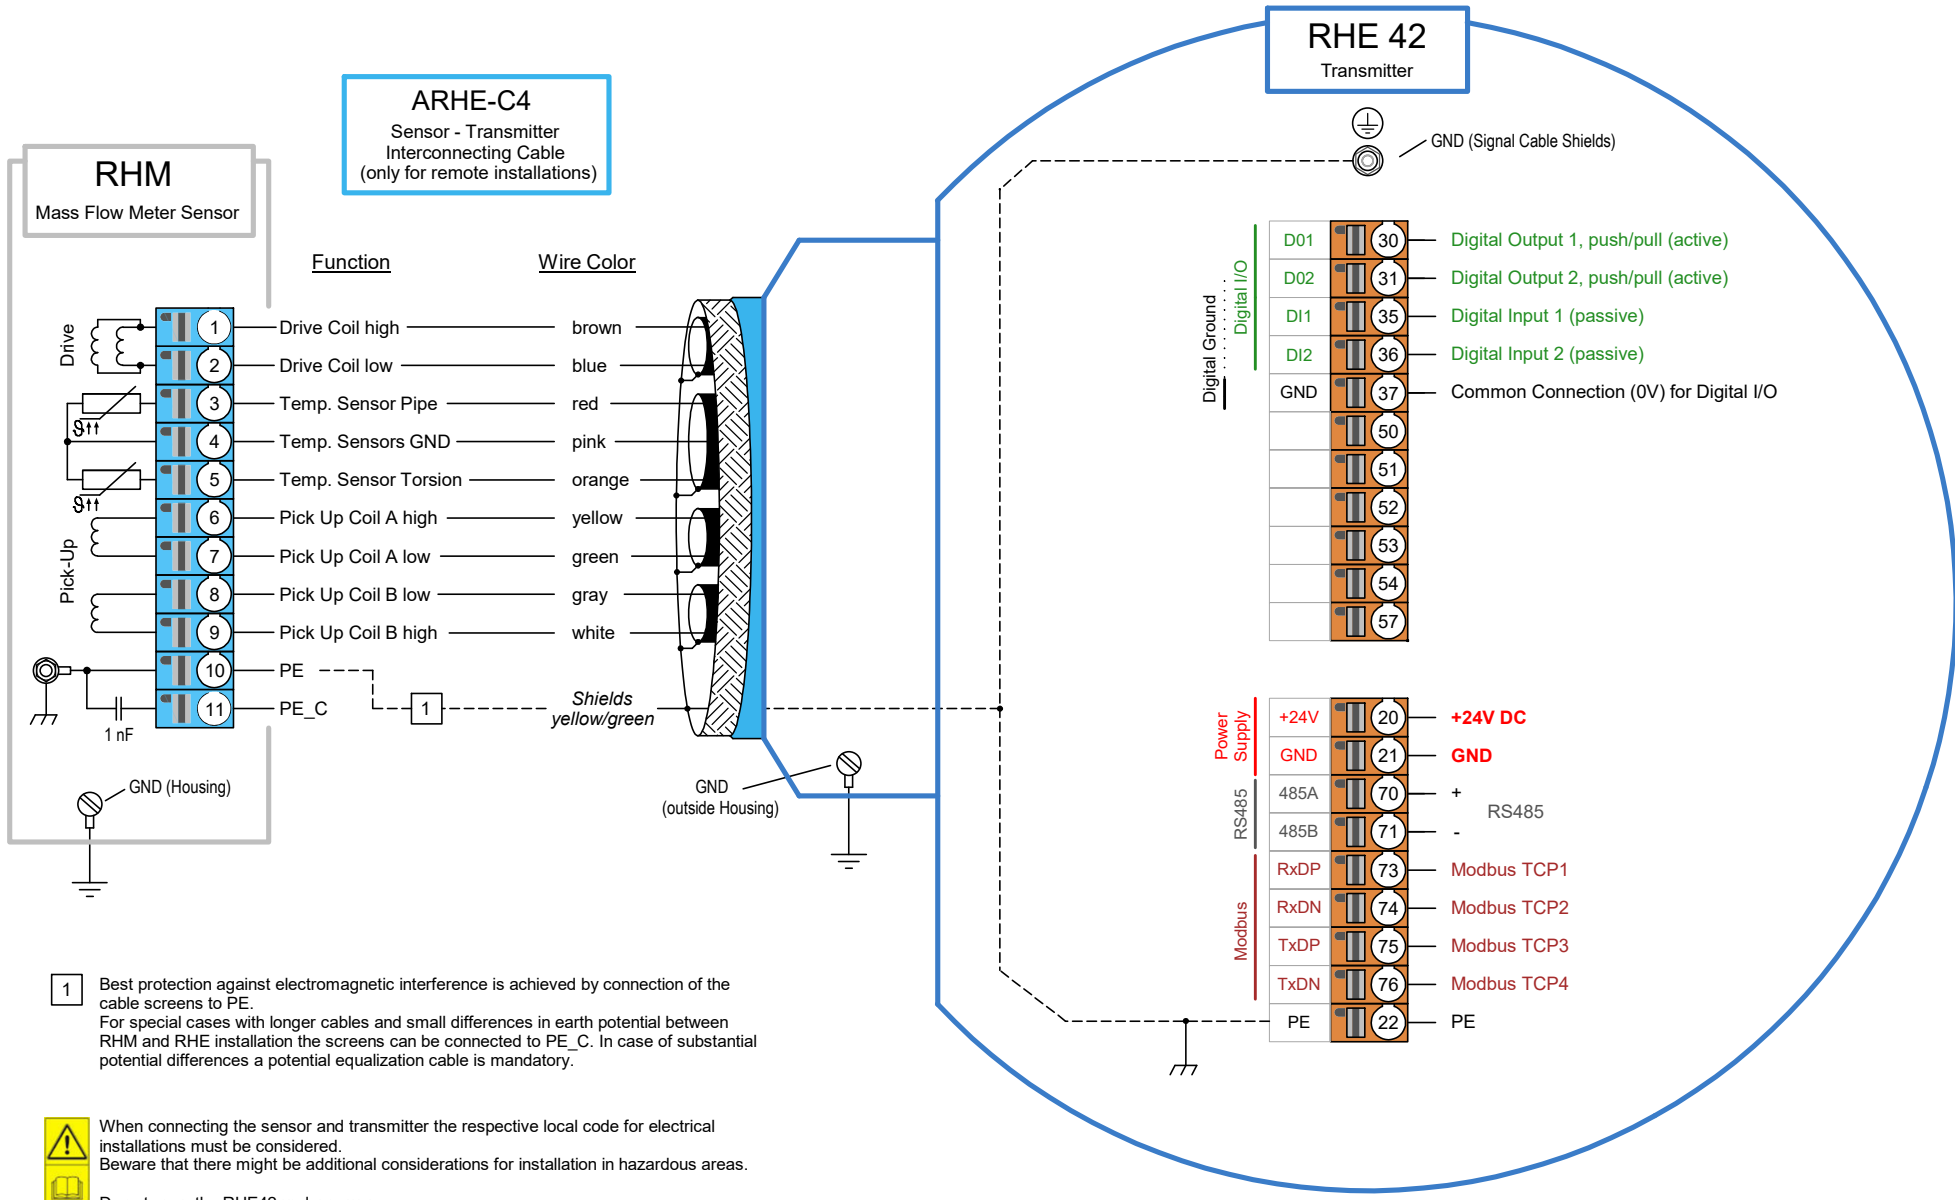 RHE 42
Transmitter
ARHE-C4
Sensor - Transmitter
Interconnecting Cable
(only for remote installations)
RHM
Mass Flow Meter Sensor
GND (Signal Cable Shields)
Function
Wire Color
Drive
1 Drive Coil high brown
2 Drive Coil low blue
3 Temp. Sensor Pipe red
ϑ↑↑
4 Temp. Sensors GND pink
5 Temp. Sensor Torsion orange
ϑ↑↑
Pick-Up
6 Pick Up Coil A high yellow
7 Pick Up Coil A low green
8 Pick Up Coil B low gray
9 Pick Up Coil B high white
10 PE
11 PE_C
1
Shields
yellow/green
1 nF
GND (Housing)
GND
(outside Housing)
Digital Ground
Digital I/O
D01 30 Digital Output 1, push/pull (active)
D02 31 Digital Output 2, push/pull (active)
DI1 35 Digital Input 1 (passive)
DI2 36 Digital Input 2 (passive)
GND 37 Common Connection (0V) for Digital I/O
50
51
52
53
54
57
Power
Supply
+24V 20 +24V DC
GND 21 GND
RS485
485A 70 +
RS485
485B 71 -
Modbus
RxDP 73 Modbus TCP1
RxDN 74 Modbus TCP2
TxDP 75 Modbus TCP3
TxDN 76 Modbus TCP4
PE 22 PE
1 Best protection against electromagnetic interference is achieved by connection of the
cable screens to PE.
For special cases with longer cables and small differences in earth potential between
RHM and RHE installation the screens can be connected to PE_C. In case of substantial
potential differences a potential equalization cable is mandatory.
When connecting the sensor and transmitter the respective local code for electrical
installations must be considered.
Beware that there might be additional considerations for installation in hazardous areas.